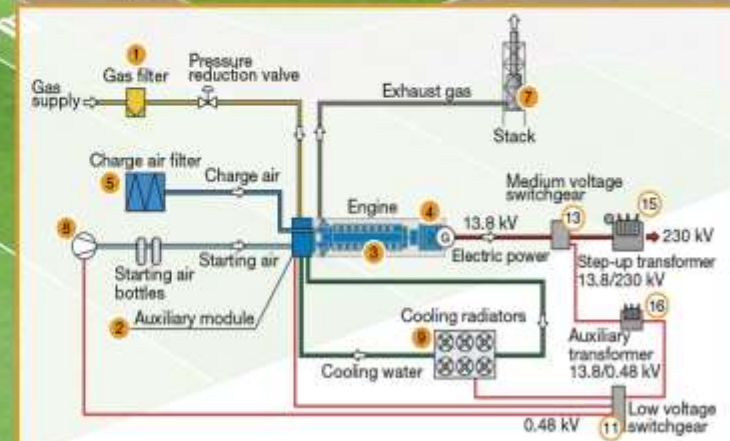 1
Gas filter
Pressure
reduction valve
Gas
supply
Exhaust gas
7
Stack
Charge air filter
5
Charge air
Engine
4
Medium voltage
switchgear
13
15
8
Starting air
bottles
Starting air
3
G
13.8 kV
Electric power
230 kV
Step-up transformer
13.8/230 kV
2
Auxiliary module
Cooling radiators
9
16
Auxiliary
transformer
13.8/0.48 kV
Cooling water
0.48 kV
11
Low voltage
switchgear